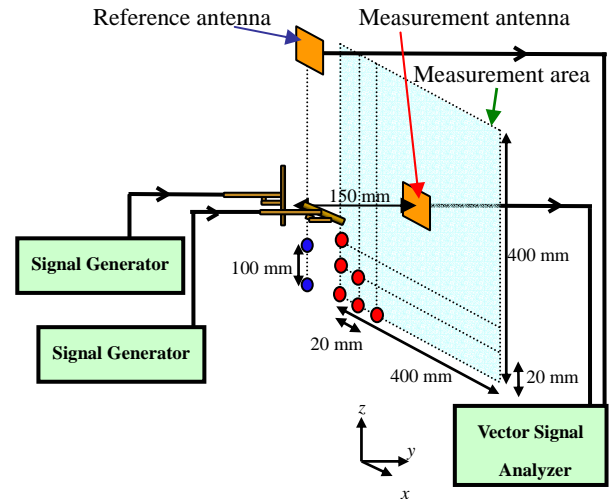 Reference antenna
Measurement antenna
Measurement area
150 mm
Signal Generator
100 mm
400 mm
Signal Generator
20 mm
400 mm
20 mm
z
y
x
Vector Signal
Analyzer